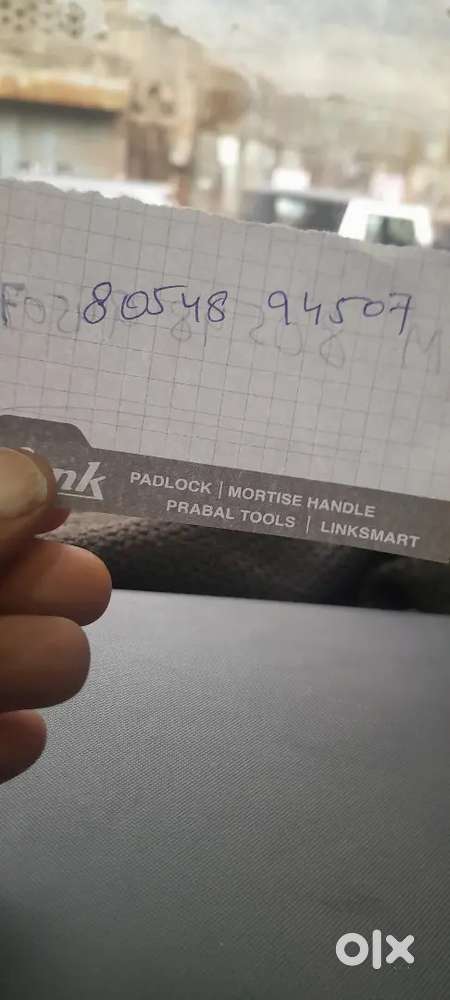 80548 94507
PADLOCK | MORTISE HANDLE
PRABAL TOOLS | LINKSMART
olx